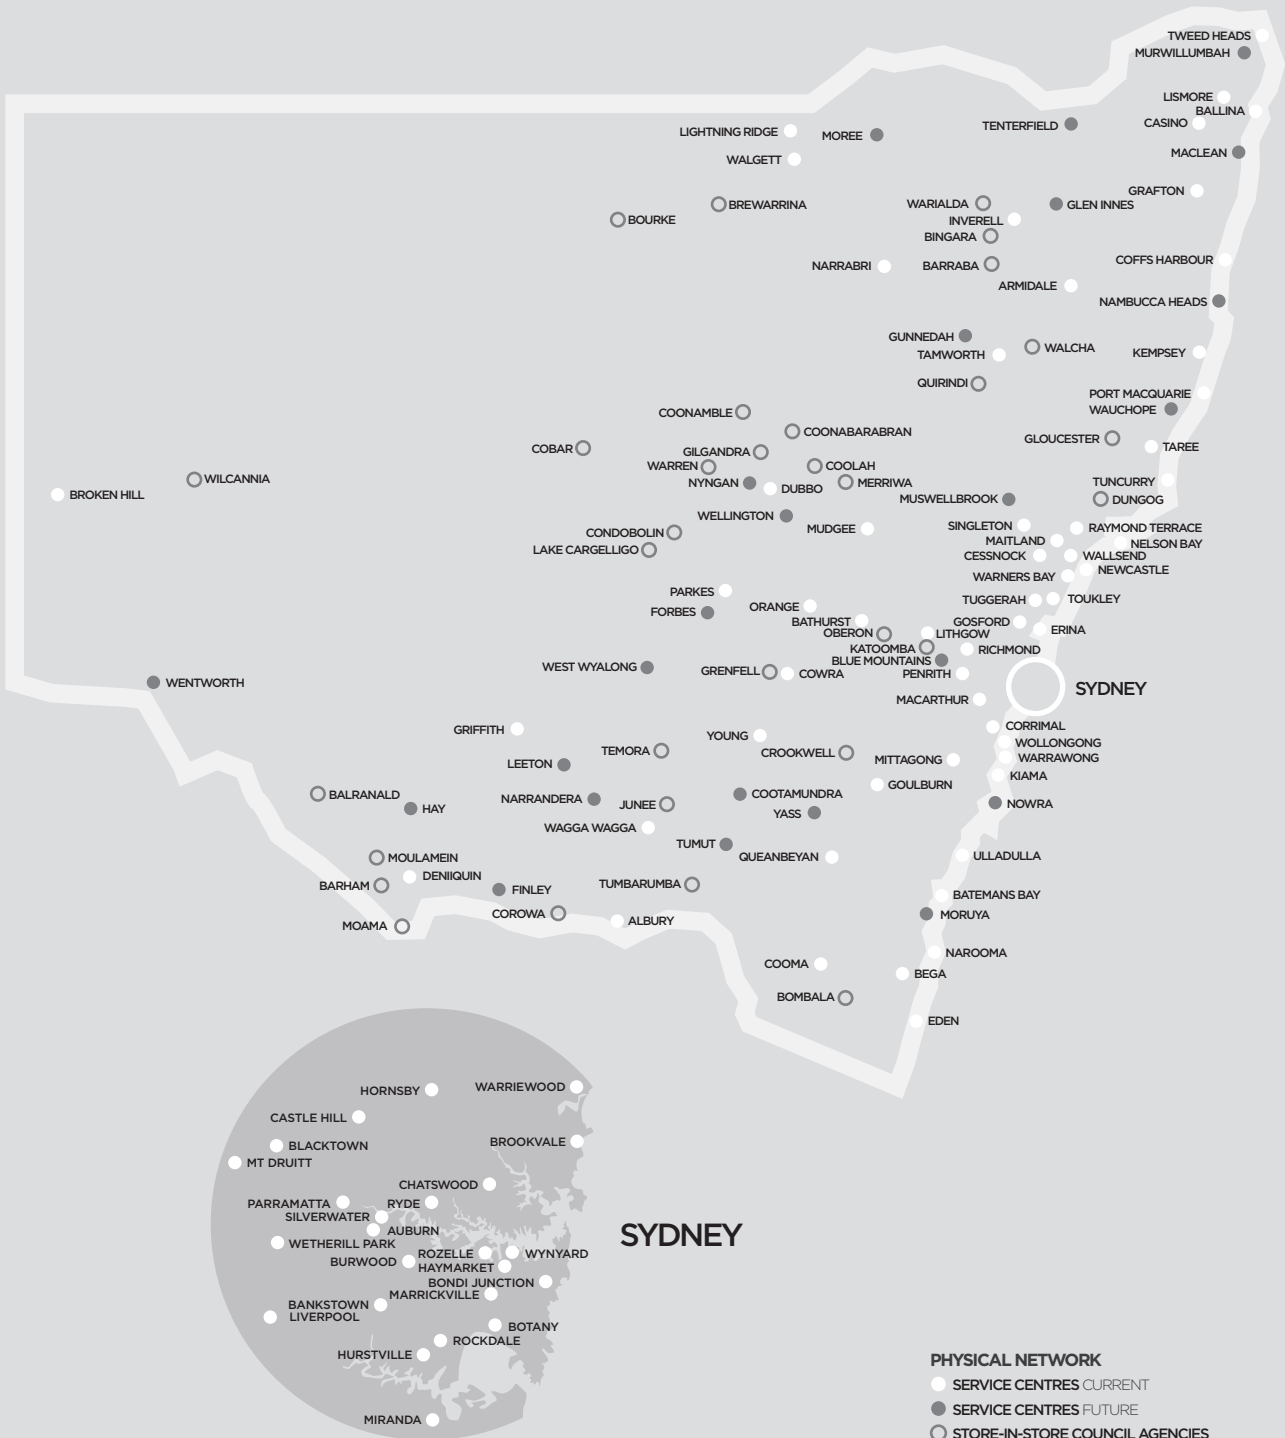 TWEED HEADS
MURWILLUMBAH
LISMORE
BALLINA
CASINO
TENTERFIELD
LIGHTNING RIDGE
MOREE
MACLEAN
WALGETT
GRAFTON
BREWARRINA
WARIALDA
GLEN INNES
BOURKE
INVERELL
BINGARA
COFFS HARBOUR
NARRABRI
BARRABA
ARMIDALE
NAMBUCCA HEADS
GUNNEDAH
WALCHA
TAMWORTH
KEMPSEY
QUIRINDI
PORT MACQUARIE
WAUCHOPE
COONAMBLE
COONABARABRAN
GLOUCESTER
TAREE
COBAR
GILGANDRA
WARREN
COOLAH
WILCANNIA
NYNGAN
DUBBO
MERRIWA
TUNCURRY
BROKEN HILL
MUSWELLBROOK
DUNGOG
WELLINGTON
MUDGEE
SINGLETON
RAYMOND TERRACE
CONDOBOLIN
MAITLAND
NELSON BAY
LAKE CARGELLIGO
CESSNOCK
WALLSEND
NEWCASTLE
WARNERS BAY
PARKES
TUGGERAH
TOUKLEY
FORBES
ORANGE
BATHURST
GOSFORD
ERINA
OBERON
LITHGOW
KATOOMBA
RICHMOND
BLUE MOUNTAINS
WEST WYALONG
GRENFELL
COWRA
PENRITH
WENTWORTH
SYDNEY
MACARTHUR
GRIFFITH
CORRIMAL
YOUNG
WOLLONGONG
TEMORA
CROOKWELL
MITTAGONG
WARRAWONG
LEETON
KIAMA
GOULBURN
BALRANALD
COOTAMUNDRA
NARRANDERA
JUNEE
NOWRA
HAY
YASS
WAGGA WAGGA
TUMUT
QUEANBEYAN
ULLADULLA
MOULAMEIN
DENIIQUIN
BARHAM
FINLEY
TUMBARUMBA
BATEMANS BAY
COROWA
MORUYA
MOAMA
ALBURY
NAROOMA
COOMA
BEGA
BOMBALA
EDEN
HORNSBY
WARRIEWOOD
CASTLE HILL
BLACKTOWN
BROOKVALE
MT DRUITT
CHATSWOOD
PARRAMATTA
RYDE
SILVERWATER
AUBURN
SYDNEY
WETHERILL PARK
ROZELLE
WYNYARD
BURWOOD
HAYMARKET
BONDI JUNCTION
MARRICKVILLE
BANKSTOWN
LIVERPOOL
BOTANY
ROCKDALE
HURSTVILLE
MIRANDA
PHYSICAL NETWORK
SERVICE CENTRES CURRENT
SERVICE CENTRES FUTURE
STORE-IN-STORE COUNCIL AGENCIES